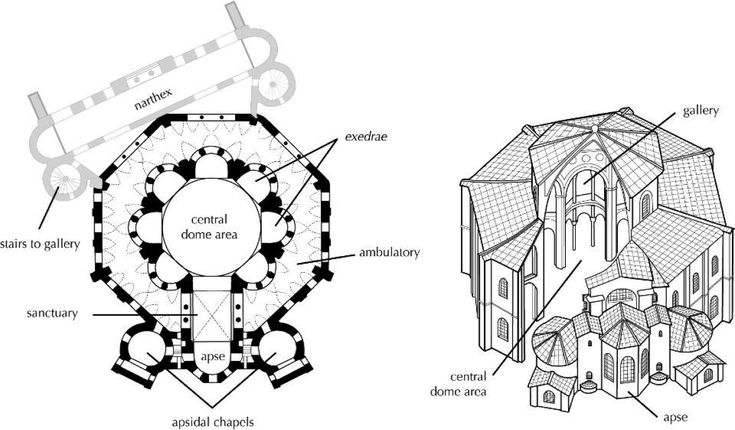 narthex
exedrae
central
dome area
stairs to gallery
ambulatory
sanctuary
apse
apsidal chapels
gallery
central
dome area
apse